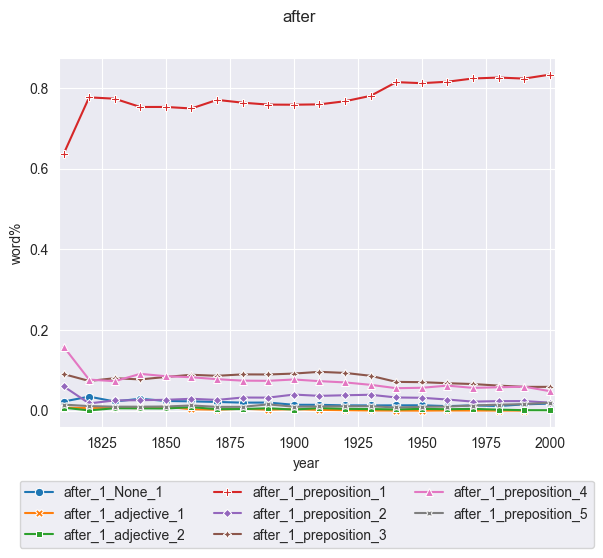 after
0.8
0.6
0.4
0.2
0.0
word%
1825 1850 1875 1900 1925 1950 1975 2000
year
after_1_None_1 after_1_preposition_1 after_1_preposition_4
after_1_adjective_1 after_1_preposition_2 after_1_preposition_5
after_1_adjective_2 after_1_preposition_3